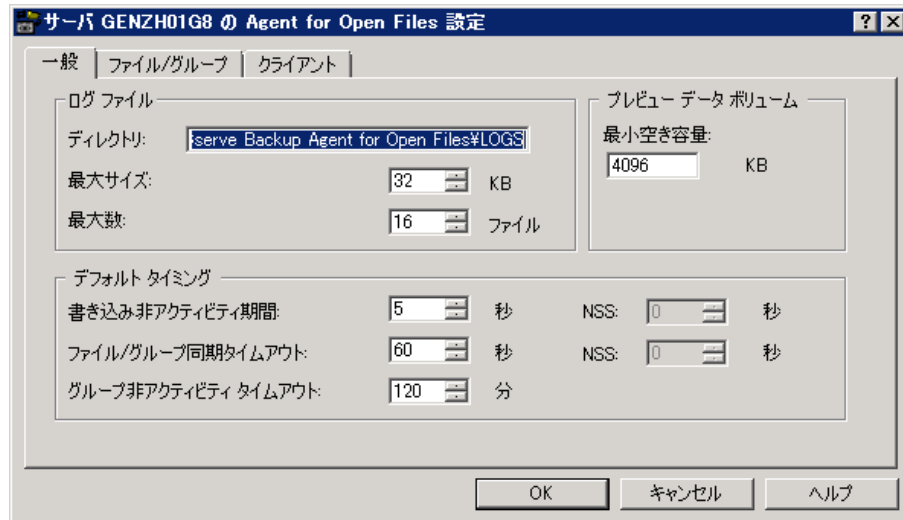 サーバ GENZH01G8 の Agent for Open Files 設定
一般 ファイル/グループ クライアント
ログ ファイル
ディレクトリ: serve Backup Agent for Open Files¥LOGS
最大サイズ: 32 KB
最大数: 16 ファイル
プレビュー データ ボリューム
最小空き容量:
4096 KB
デフォルト タイミング
書き込み非アクティビティ期間: 5 秒 NSS: 0 秒
ファイル/グループ同期タイムアウト: 60 秒 NSS: 0 秒
グループ非アクティビティ タイムアウト: 120 分
OK キャンセル ヘルプ